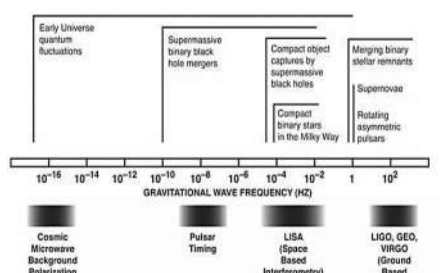 Early Universe
quantum
fluctuations
Supermassive
binary black
hole mergers
Compact object
captures by
supermassive
black holes
Merging binary
stellar remnants
Supernovae
Rotating
asymmetric
pulsars
Compact
binary stars
in the Milky Way
10⁻¹⁶ 10⁻¹⁴ 10⁻¹² 10⁻¹⁰ 10⁻⁸ 10⁻⁶ 10⁻⁴ 10⁻² 1 10²
GRAVITATIONAL WAVE FREQUENCY (HZ)
Cosmic
Microwave
Background
Polarization
Pulsar
Timing
LISA
(Space
Based
Interferometry)
LIGO, GEO,
VIRGO
(Ground
Based